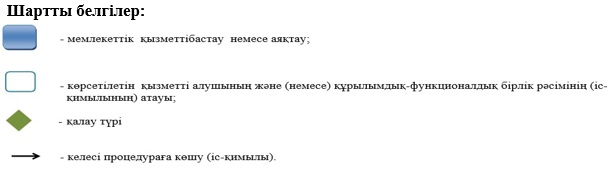 Шартты белгілер:
- мемлекеттік қызметтібастау немесе аяқтау;
- көрсетілетін қызметті алушының және (немесе) құрылымдық-функционалдық бірлік рәсімінің (іс-
қимылының) атауы;
- қалау түрі
- келесі процедураға көшу (іс-қимылы).